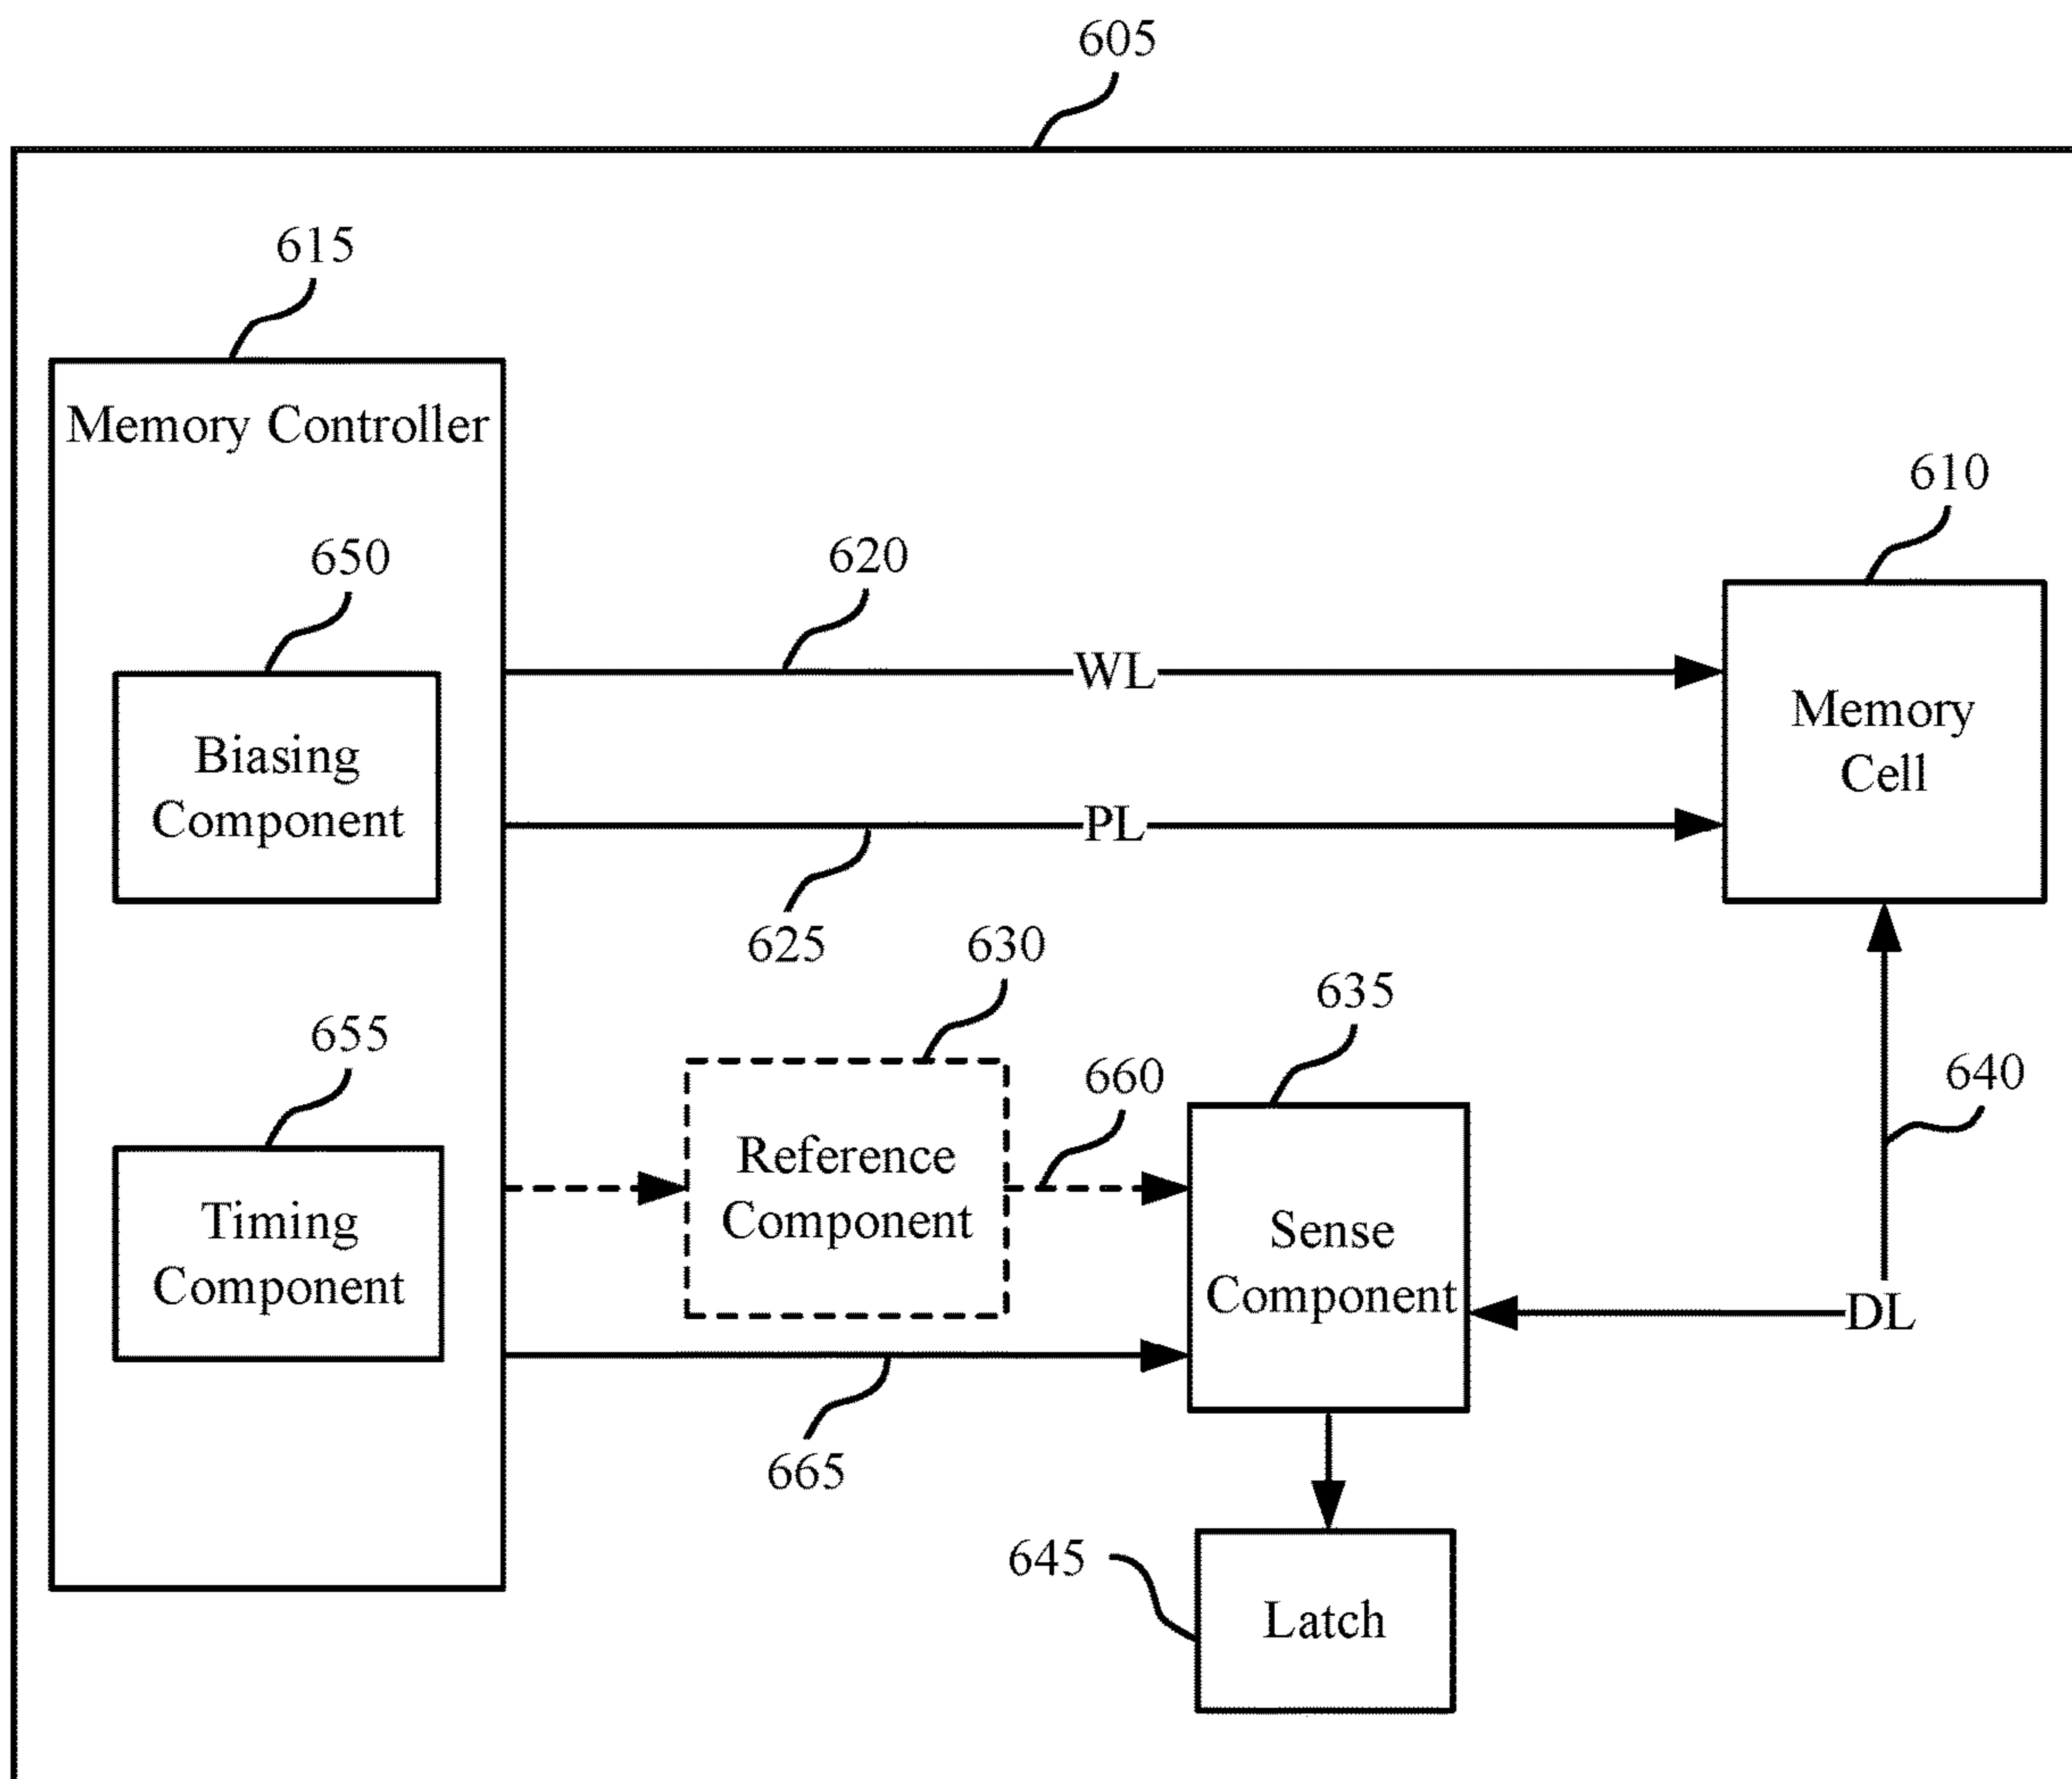 605
615
Memory Controller
610
650
620
WL
Memory
Cell
Biasing
Component
PL
625
630
635
655
660
640
Reference
Component
Timing
Component
Sense
Component
DL
665
645
Latch